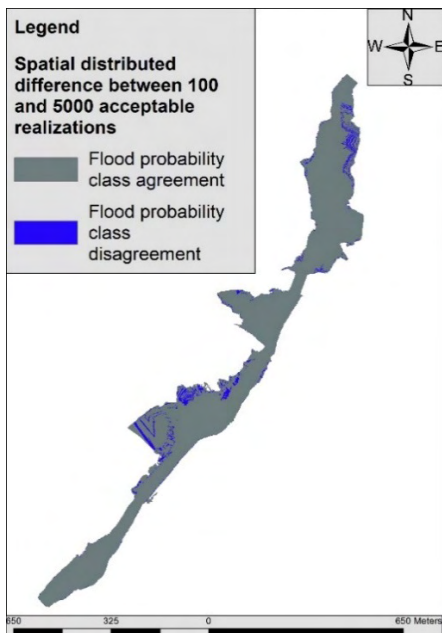 Legend
Spatial distributed
difference between 100
and 5000 acceptable
realizations
Flood probability
class agreement
Flood probability
class
disagreement
N
W E
S
650 325 0 650 Meters